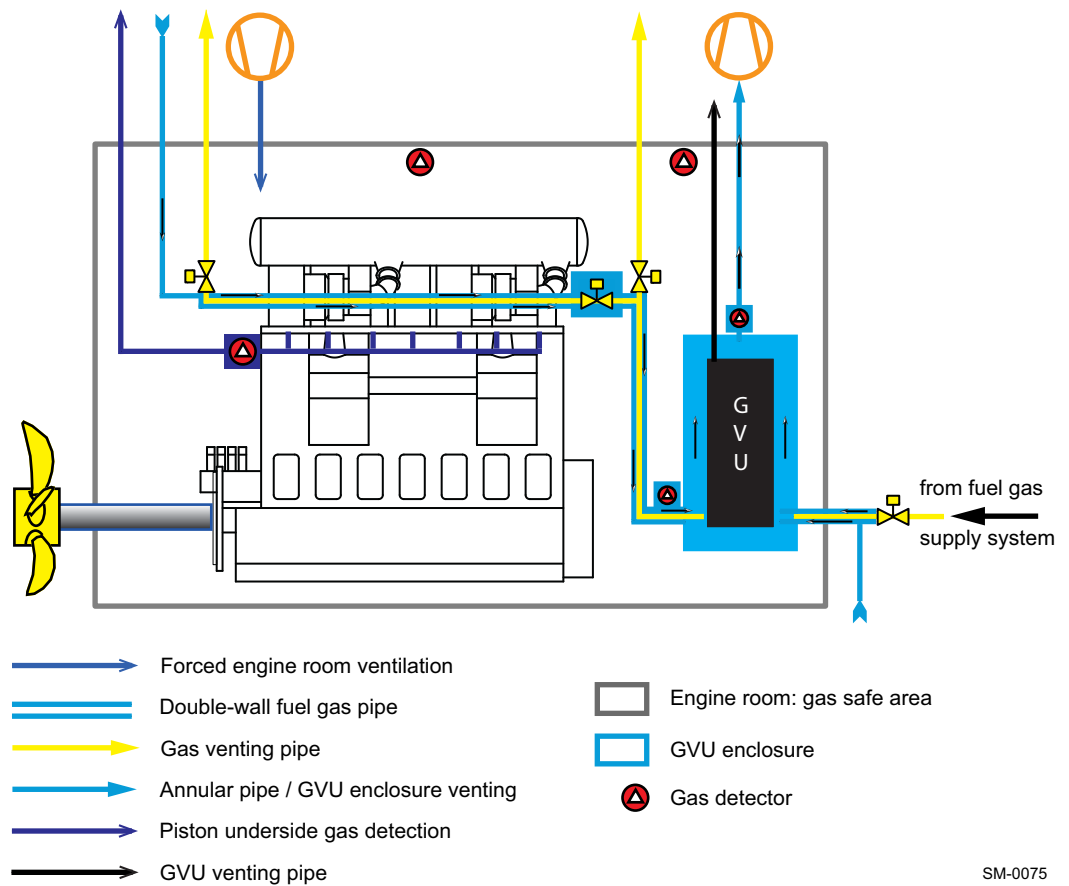 G
V
U
from fuel gas
supply system
Forced engine room ventilation
Double-wall fuel gas pipe
Gas venting pipe
Annular pipe / GVU enclosure venting
Piston underside gas detection
GVU venting pipe
Engine room: gas safe area
GVU enclosure
Gas detector
SM-0075